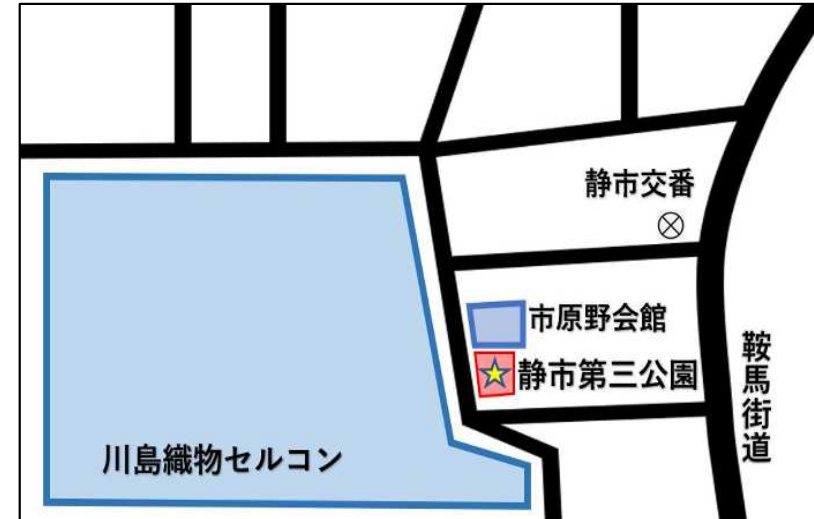 静市交番
市原野会館
静市第三公園
鞍馬街道
川島織物セルコン